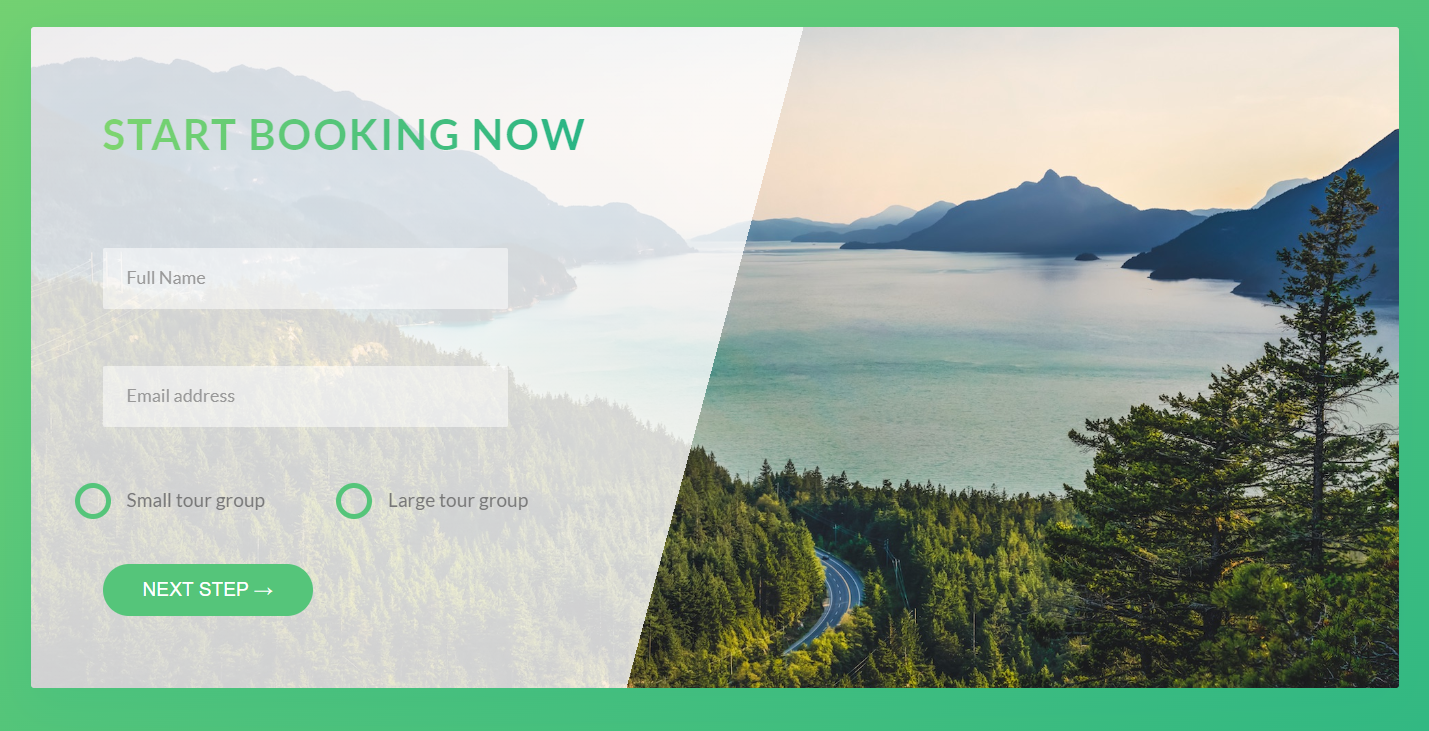 START BOOKING NOW
Full Name
Email address
Small tour group
Large tour group
NEXT STEP →